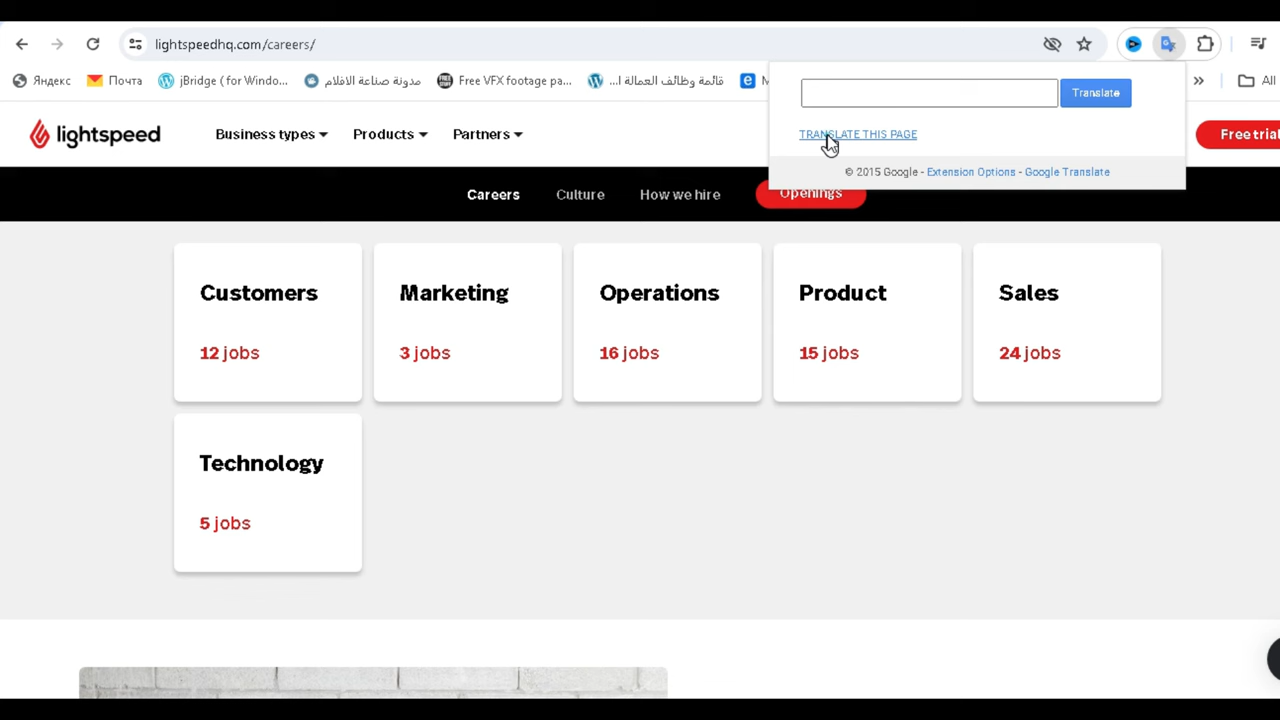 lightspeedhq.com/careers/
Яндекс Почта jBridge (for Windo... مدونة صناعة الافلام Free VFX footage pa... قائمة وظائف العمالة ا... » All
Translate
TRANSLATE THIS PAGE
© 2015 Google - Extension Options - Google Translate
lightspeed Business types Products Partners Free tria
Careers Culture How we hire Openings
Customers Marketing Operations Product Sales
12 jobs 3 jobs 16 jobs 15 jobs 24 jobs
Technology
5 jobs